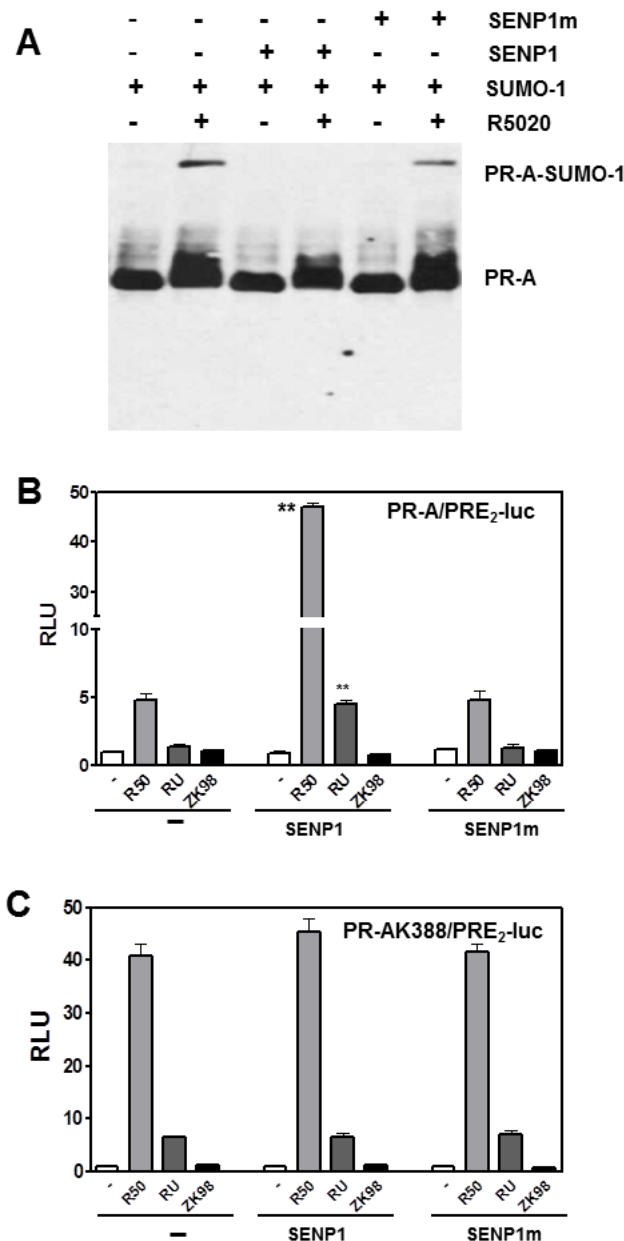 A
- - - - + + SENP1m
- - + + - - SENP1
+ + + + + + SUMO-1
- + - + - + R5020
PR-A-SUMO-1
PR-A
B
PR-A/PRE2-luc
RLU
50
40
30
10
5
0
**
**
- R50 RU ZK98 - R50 RU ZK98 - R50 RU ZK98
– SENP1 SENP1m
C
PR-AK388/PRE2-luc
RLU
50
40
30
20
10
0
- R50 RU ZK98 - R50 RU ZK98 - R50 RU ZK98
– SENP1 SENP1m